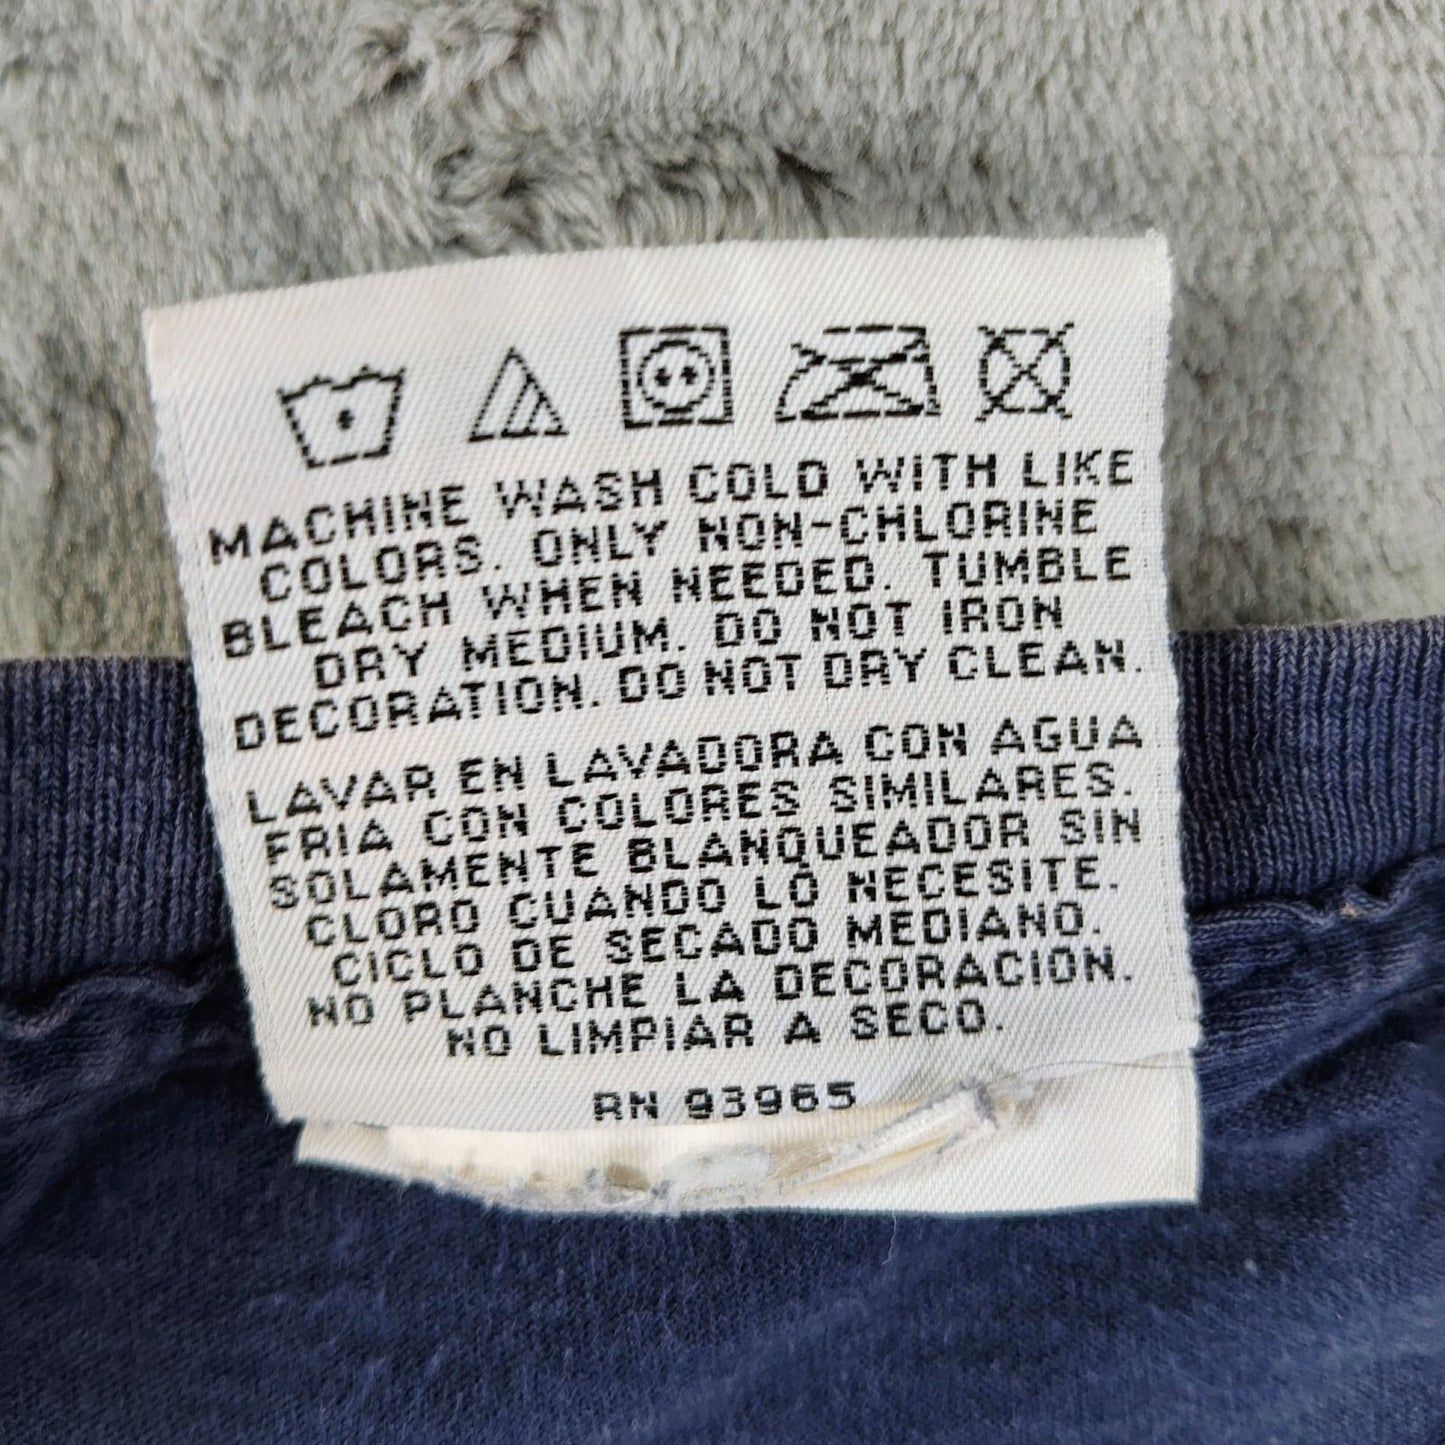 MACHINE WASH COLD WITH LIKE
COLORS. ONLY NON-CHLORINE
BLEACH WHEN NEEDED. TUMBLE
DRY MEDIUM. DO NOT IRON
DECORATION. DO NOT DRY CLEAN.
LAVAR EN LAVADORA CON AGUA
FRIA CON COLORES SIMILARES.
SOLAMENTE BLANQUEADOR SIN
CLORO CUANDO LO NECESITE.
CICLO DE SECADO MEDIANO.
NO PLANCHE LA DECORACION.
NO LIMPIAR A SECO.
RN 93965